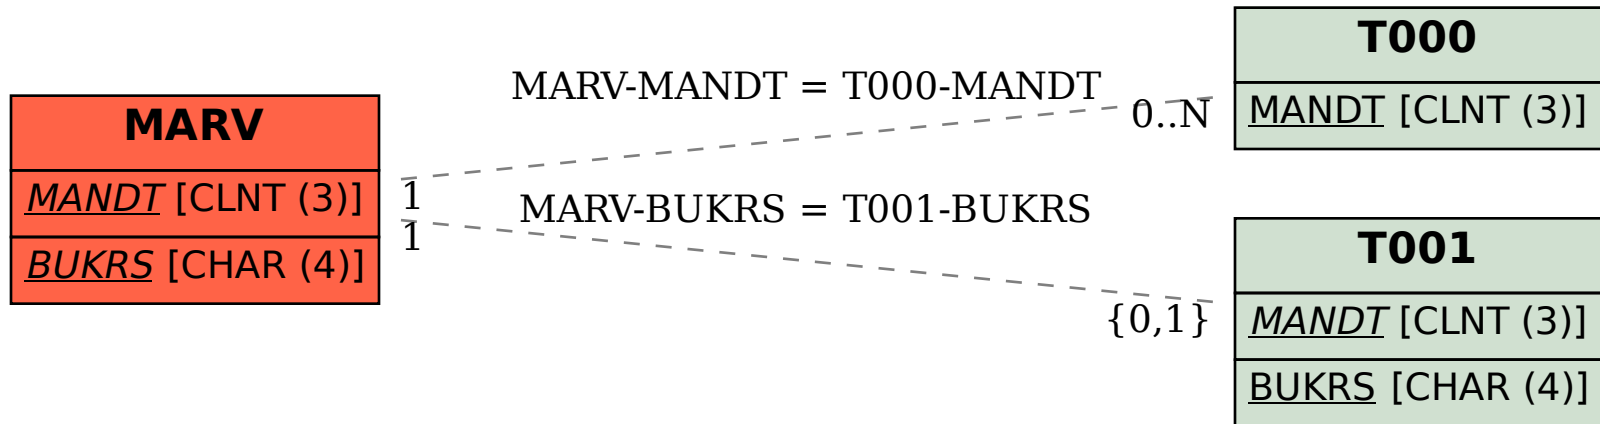 MARV
MANDT [CLNT (3)]
BUKRS [CHAR (4)]
MARV-MANDT = T000-MANDT
1
0..N
MARV-BUKRS = T001-BUKRS
1
{0,1}
T000
MANDT [CLNT (3)]
T001
MANDT [CLNT (3)]
BUKRS [CHAR (4)]